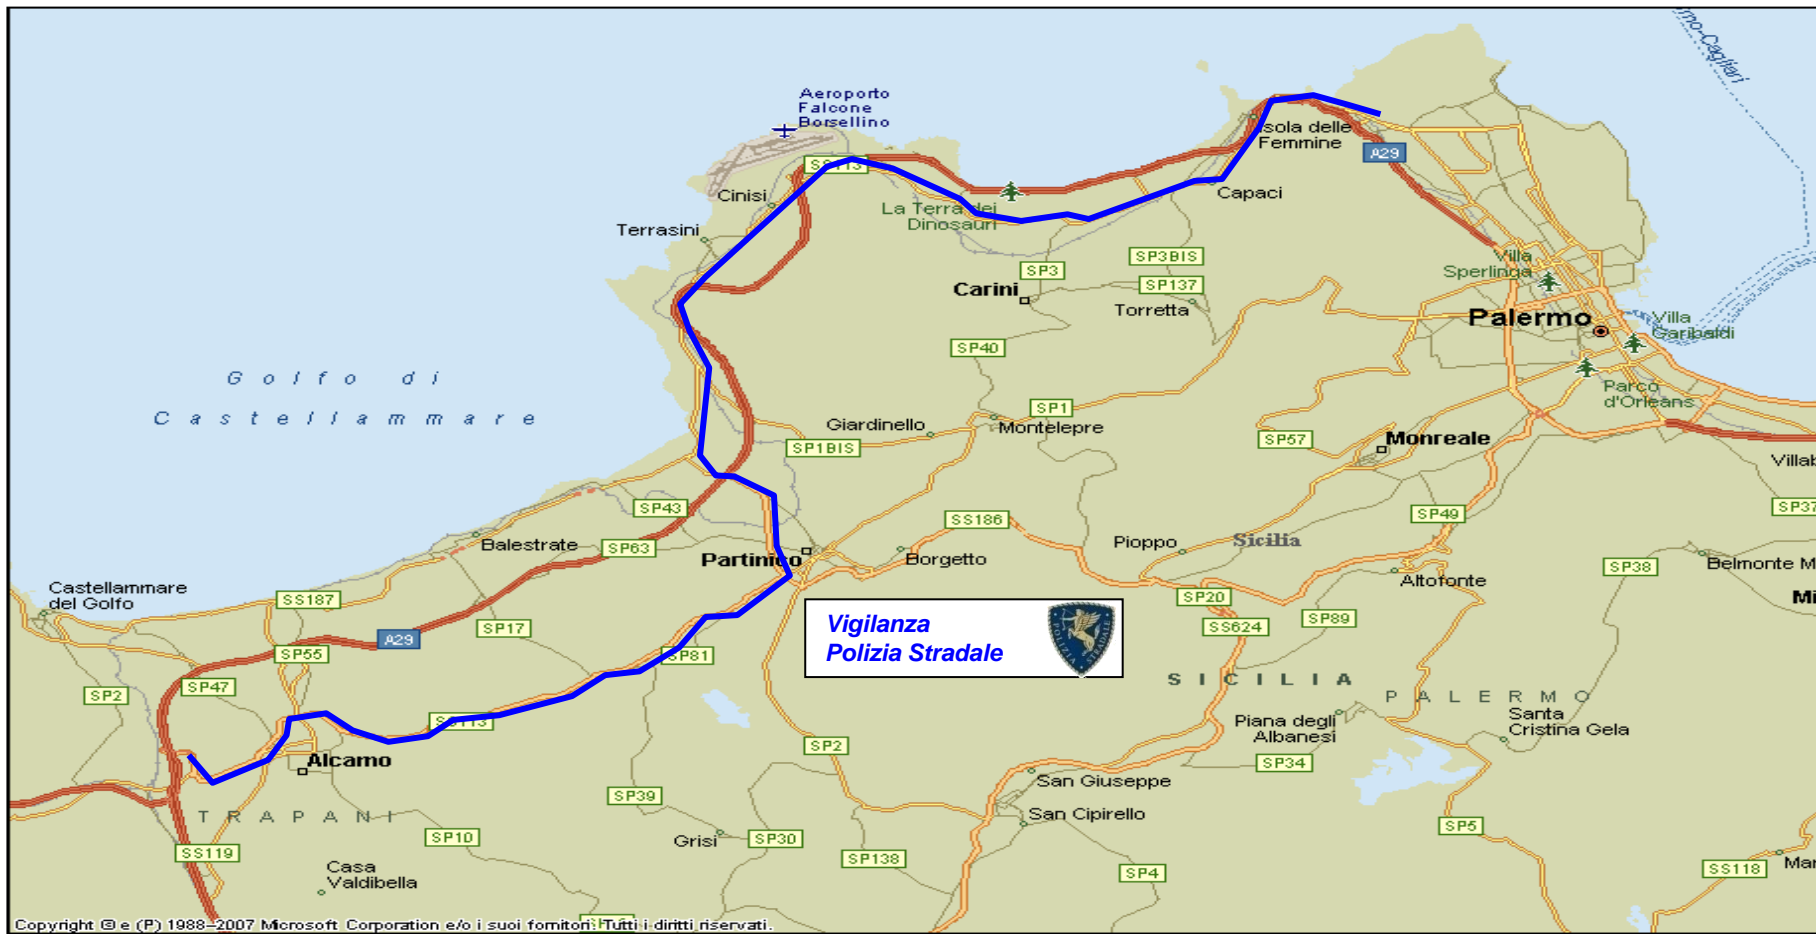 Aeroporto
Falcone
Borsellino
Isola delle
Femmine
A29
SS113
Cinisi
Capaci
La Terra dei
Dinosauri
Terrasini
SP3BIS
Villa
Sperlinga
SP3
SP137
Carini
Torretta
Palermo
Villa
Garibaldi
SP40
Golfo di
Castellammare
Parco
d'Orleans
SP1
Giardinello
Montelepre
SP57
Monreale
SP1BIS
SP43
SS186
SP49
SP37
Balestrate
SP63
Partinico
Borgetto
Pioppo
Sicilia
Altofonte
SP38
Belmonte M
Castellammare
del Golfo
SS187
SP20
Mi
SP17
Vigilanza
Polizia Stradale
POLIZIA STRADALE
SS624
SP89
A29
SP55
SP81
SP2
SP47
SICILIA
PALERMO
SS113
Piana degli
Albanesi
Santa
Cristina Gela
SP2
Alcamo
SP34
San Giuseppe
SP39
San Cipirello
TRAPANI
SP10
Grisi
SP30
SP5
SS119
SP138
SP4
SS118
Mar
Casa
Valdibella
Copyright © e (P) 1988–2007 Microsoft Corporation e/o i suoi fornitori. Tutti i diritti riservati.